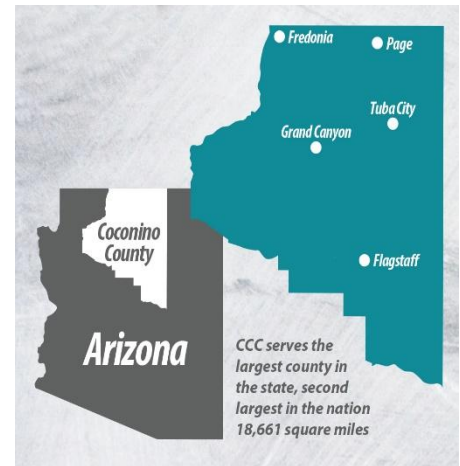 Fredonia
Page
Tuba City
Grand Canyon
Coconino
County
Flagstaff
Arizona
CCC serves the
largest county in
the state, second
largest in the nation
18,661 square miles